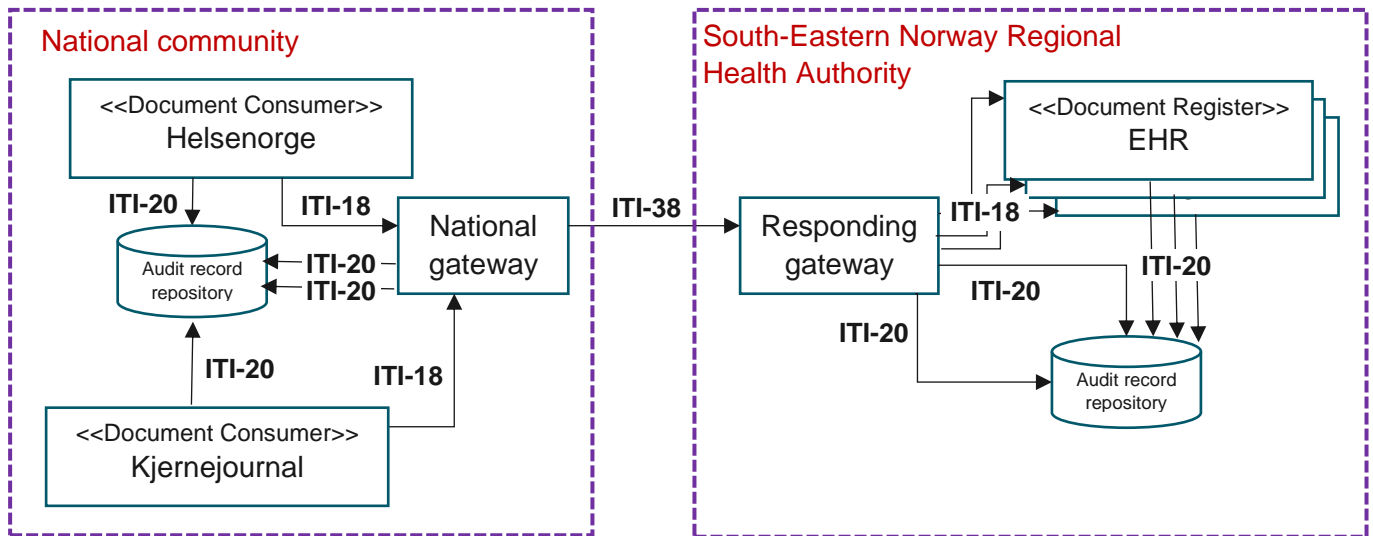 National community
<<Document Consumer>>
Helsenorge
ITI-20
ITI-18
Audit record
repository
ITI-20
ITI-20
National
gateway
ITI-20
ITI-18
<<Document Consumer>>
Kjernejournal
ITI-38
South-Eastern Norway Regional
Health Authority
<<Document Register>>
EHR
Responding
gateway
ITI-18
ITI-20
ITI-20
ITI-20
Audit record
repository